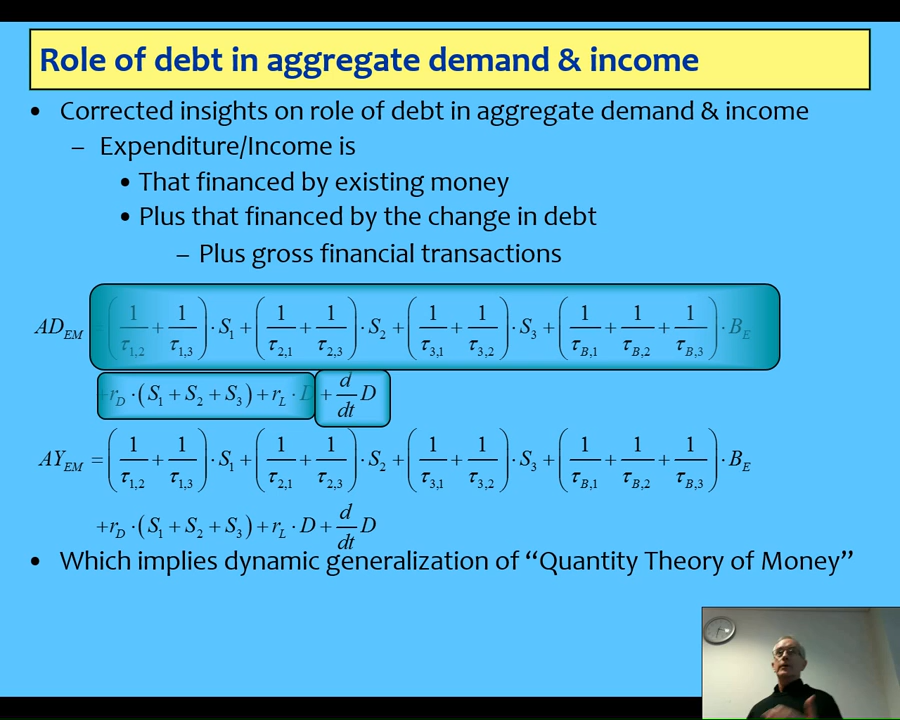 Role of debt in aggregate demand & income
• Corrected insights on role of debt in aggregate demand & income
– Expenditure/Income is
• That financed by existing money
• Plus that financed by the change in debt
– Plus gross financial transactions
AD_EM = (1/τ_1,2 + 1/τ_1,3) · S_1 + (1/τ_2,1 + 1/τ_2,3) · S_2 + (1/τ_3,1 + 1/τ_3,2) · S_3 + (1/τ_B,1 + 1/τ_B,2 + 1/τ_B,3) · B_E
+r_D · (S_1 + S_2 + S_3) + r_L · D + d/dt D
AY_EM = (1/τ_1,2 + 1/τ_1,3) · S_1 + (1/τ_2,1 + 1/τ_2,3) · S_2 + (1/τ_3,1 + 1/τ_3,2) · S_3 + (1/τ_B,1 + 1/τ_B,2 + 1/τ_B,3) · B_E
+r_D · (S_1 + S_2 + S_3) + r_L · D + d/dt D
• Which implies dynamic generalization of “Quantity Theory of Money”